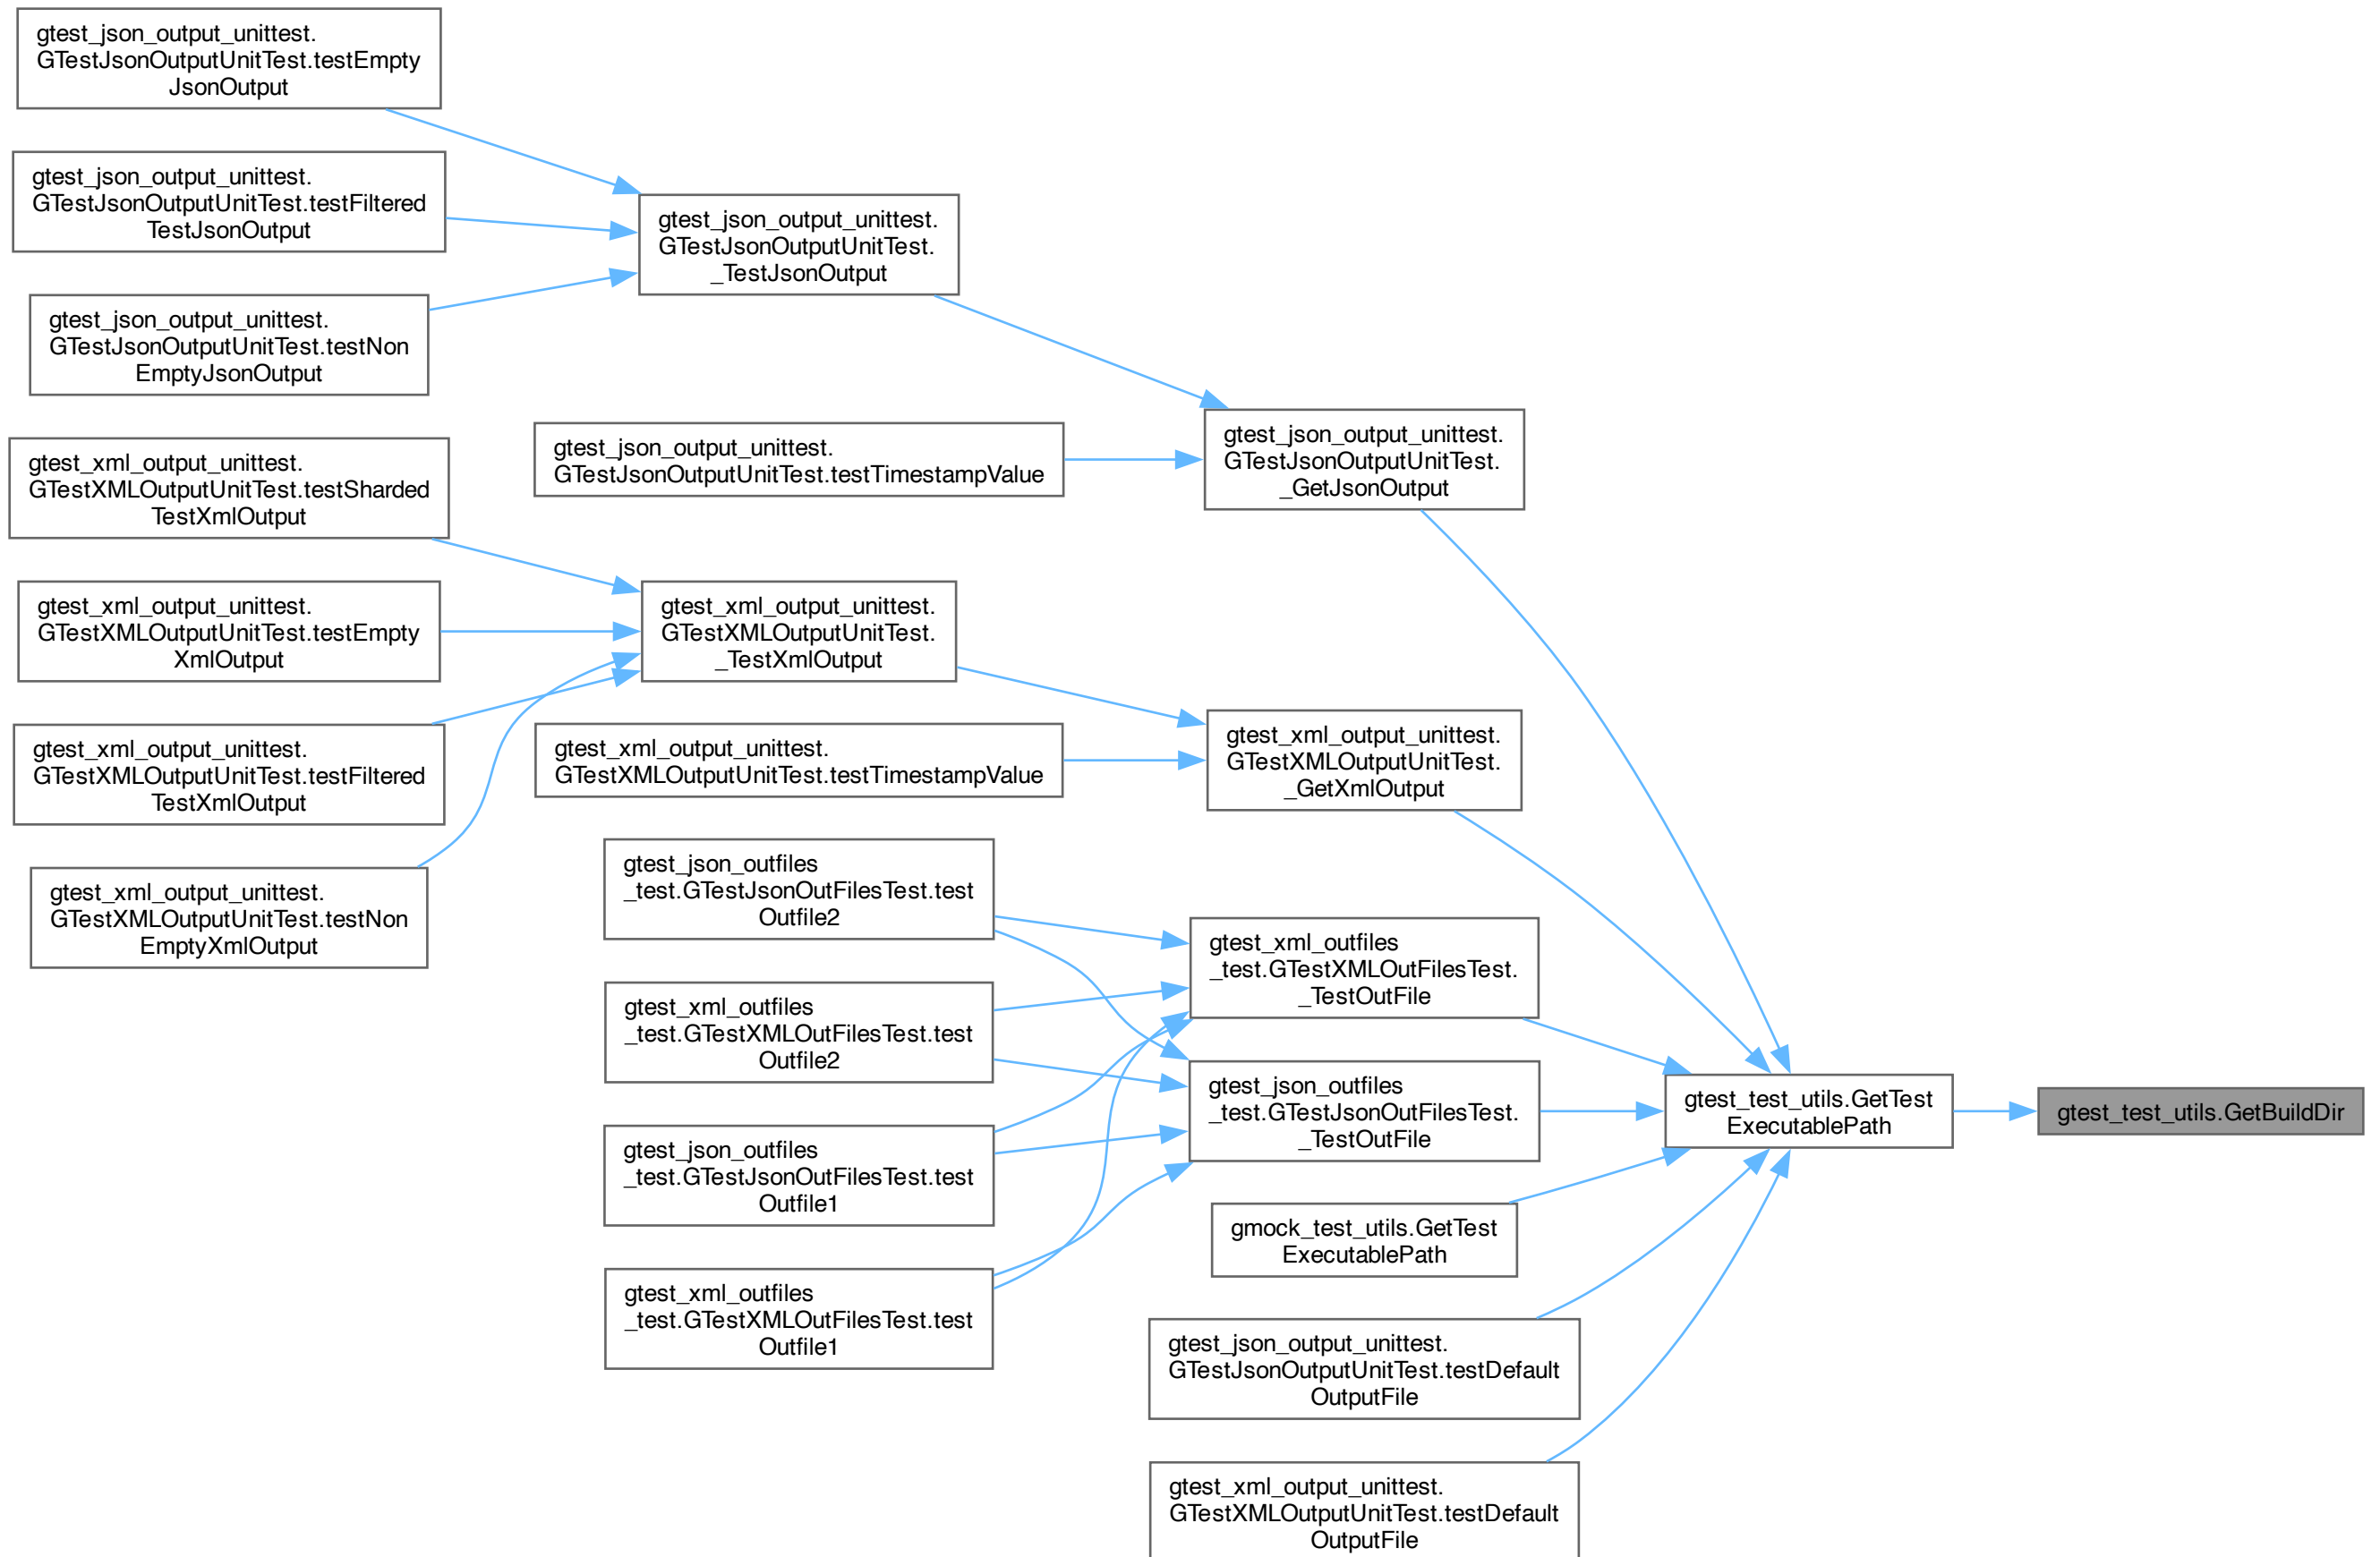 gtest_json_output_unittest.
GTestJsonOutputUnitTest.testEmpty
JsonOutput
gtest_json_output_unittest.
GTestJsonOutputUnitTest.testFiltered
TestJsonOutput
gtest_json_output_unittest.
GTestJsonOutputUnitTest.testNon
EmptyJsonOutput
gtest_xml_output_unittest.
GTestXMLOutputUnitTest.testSharded
TestXmlOutput
gtest_xml_output_unittest.
GTestXMLOutputUnitTest.testEmpty
XmlOutput
gtest_xml_output_unittest.
GTestXMLOutputUnitTest.testFiltered
TestXmlOutput
gtest_xml_output_unittest.
GTestXMLOutputUnitTest.testNon
EmptyXmlOutput
gtest_json_output_unittest.
GTestJsonOutputUnitTest.
_TestJsonOutput
gtest_json_output_unittest.
GTestJsonOutputUnitTest.testTimestampValue
gtest_xml_output_unittest.
GTestXMLOutputUnitTest.
_TestXmlOutput
gtest_xml_output_unittest.
GTestXMLOutputUnitTest.testTimestampValue
gtest_json_outfiles
_test.GTestJsonOutFilesTest.test
Outfile2
gtest_xml_outfiles
_test.GTestXMLOutFilesTest.test
Outfile2
gtest_json_outfiles
_test.GTestJsonOutFilesTest.test
Outfile1
gtest_xml_outfiles
_test.GTestXMLOutFilesTest.test
Outfile1
gtest_json_output_unittest.
GTestJsonOutputUnitTest.
_GetJsonOutput
gtest_xml_output_unittest.
GTestXMLOutputUnitTest.
_GetXmlOutput
gtest_xml_outfiles
_test.GTestXMLOutFilesTest.
_TestOutFile
gtest_json_outfiles
_test.GTestJsonOutFilesTest.
_TestOutFile
gmock_test_utils.GetTest
ExecutablePath
gtest_json_output_unittest.
GTestJsonOutputUnitTest.testDefault
OutputFile
gtest_xml_output_unittest.
GTestXMLOutputUnitTest.testDefault
OutputFile
gtest_test_utils.GetTest
ExecutablePath
gtest_test_utils.GetBuildDir